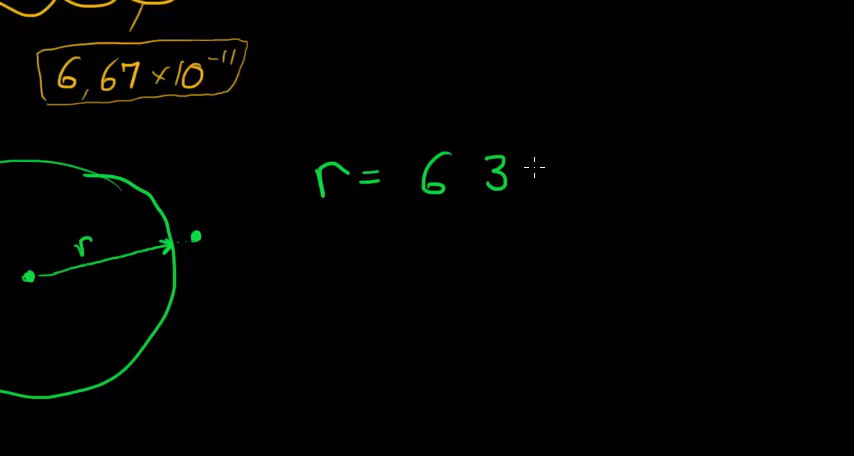 6,67×10⁻¹¹
r = 6 3
r